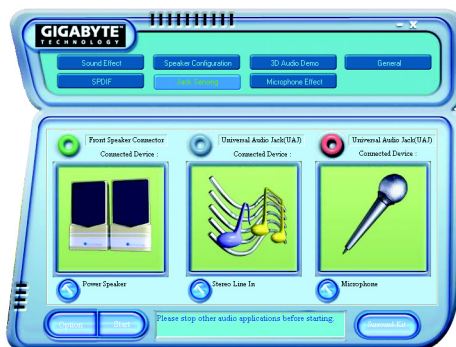 GIGABYTE™
TECHNOLOGY
- X
Sound Effect
Speaker Configuration
3D Audio Demo
General
SPDIF
Jack Sensing
Microphone Effect
Front Speaker Connector
Connected Device :
Universal Audio Jack(UAJ)
Connected Device :
Universal Audio Jack(UAJ)
Connected Device :
Power Speaker
Stereo Line In
Microphone
Option
Start
Please stop other audio applications before starting.
Surround-Kit